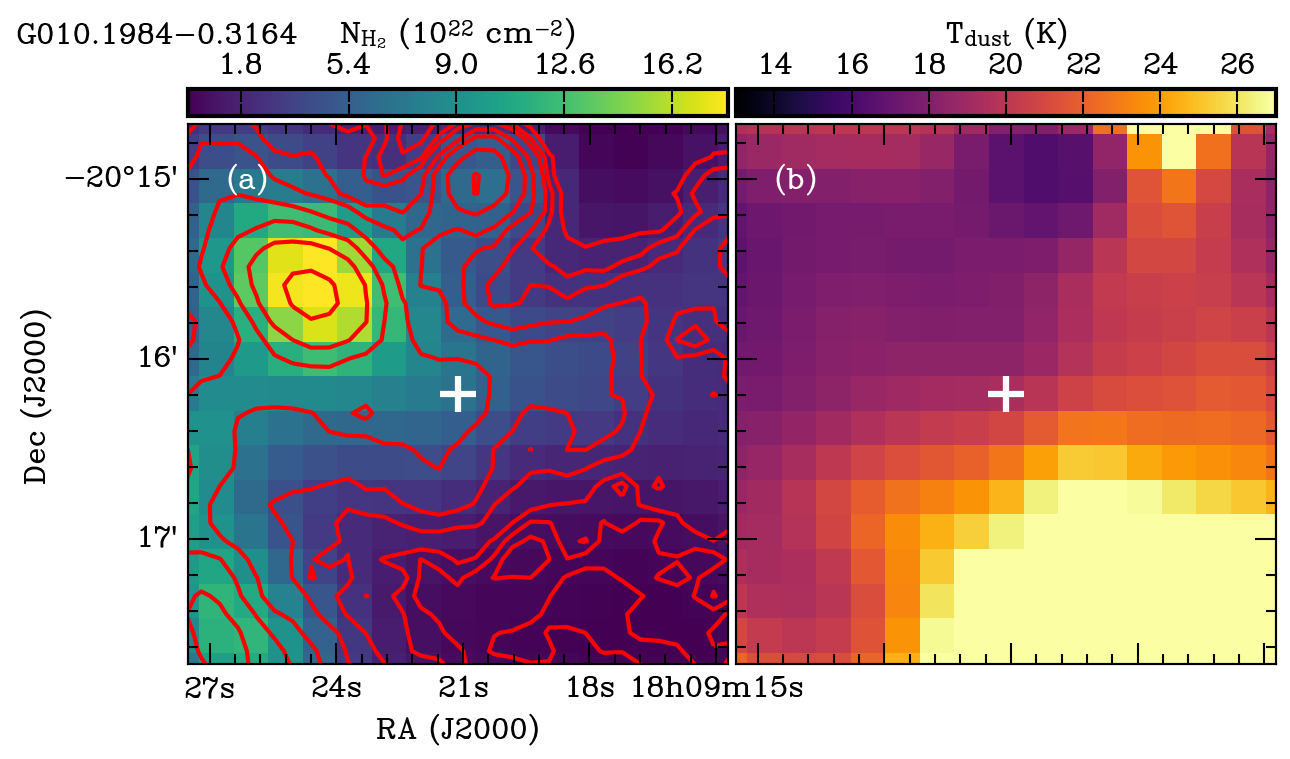 G010.1984−0.3164 N_H₂ (10²² cm⁻²) T_dust (K)
1.8 5.4 9.0 12.6 16.2 14 16 18 20 22 24 26
(a) (b)
−20°15'
16'
17'
Dec (J2000)
27s 24s 21s 18s 18h09m15s
RA (J2000)